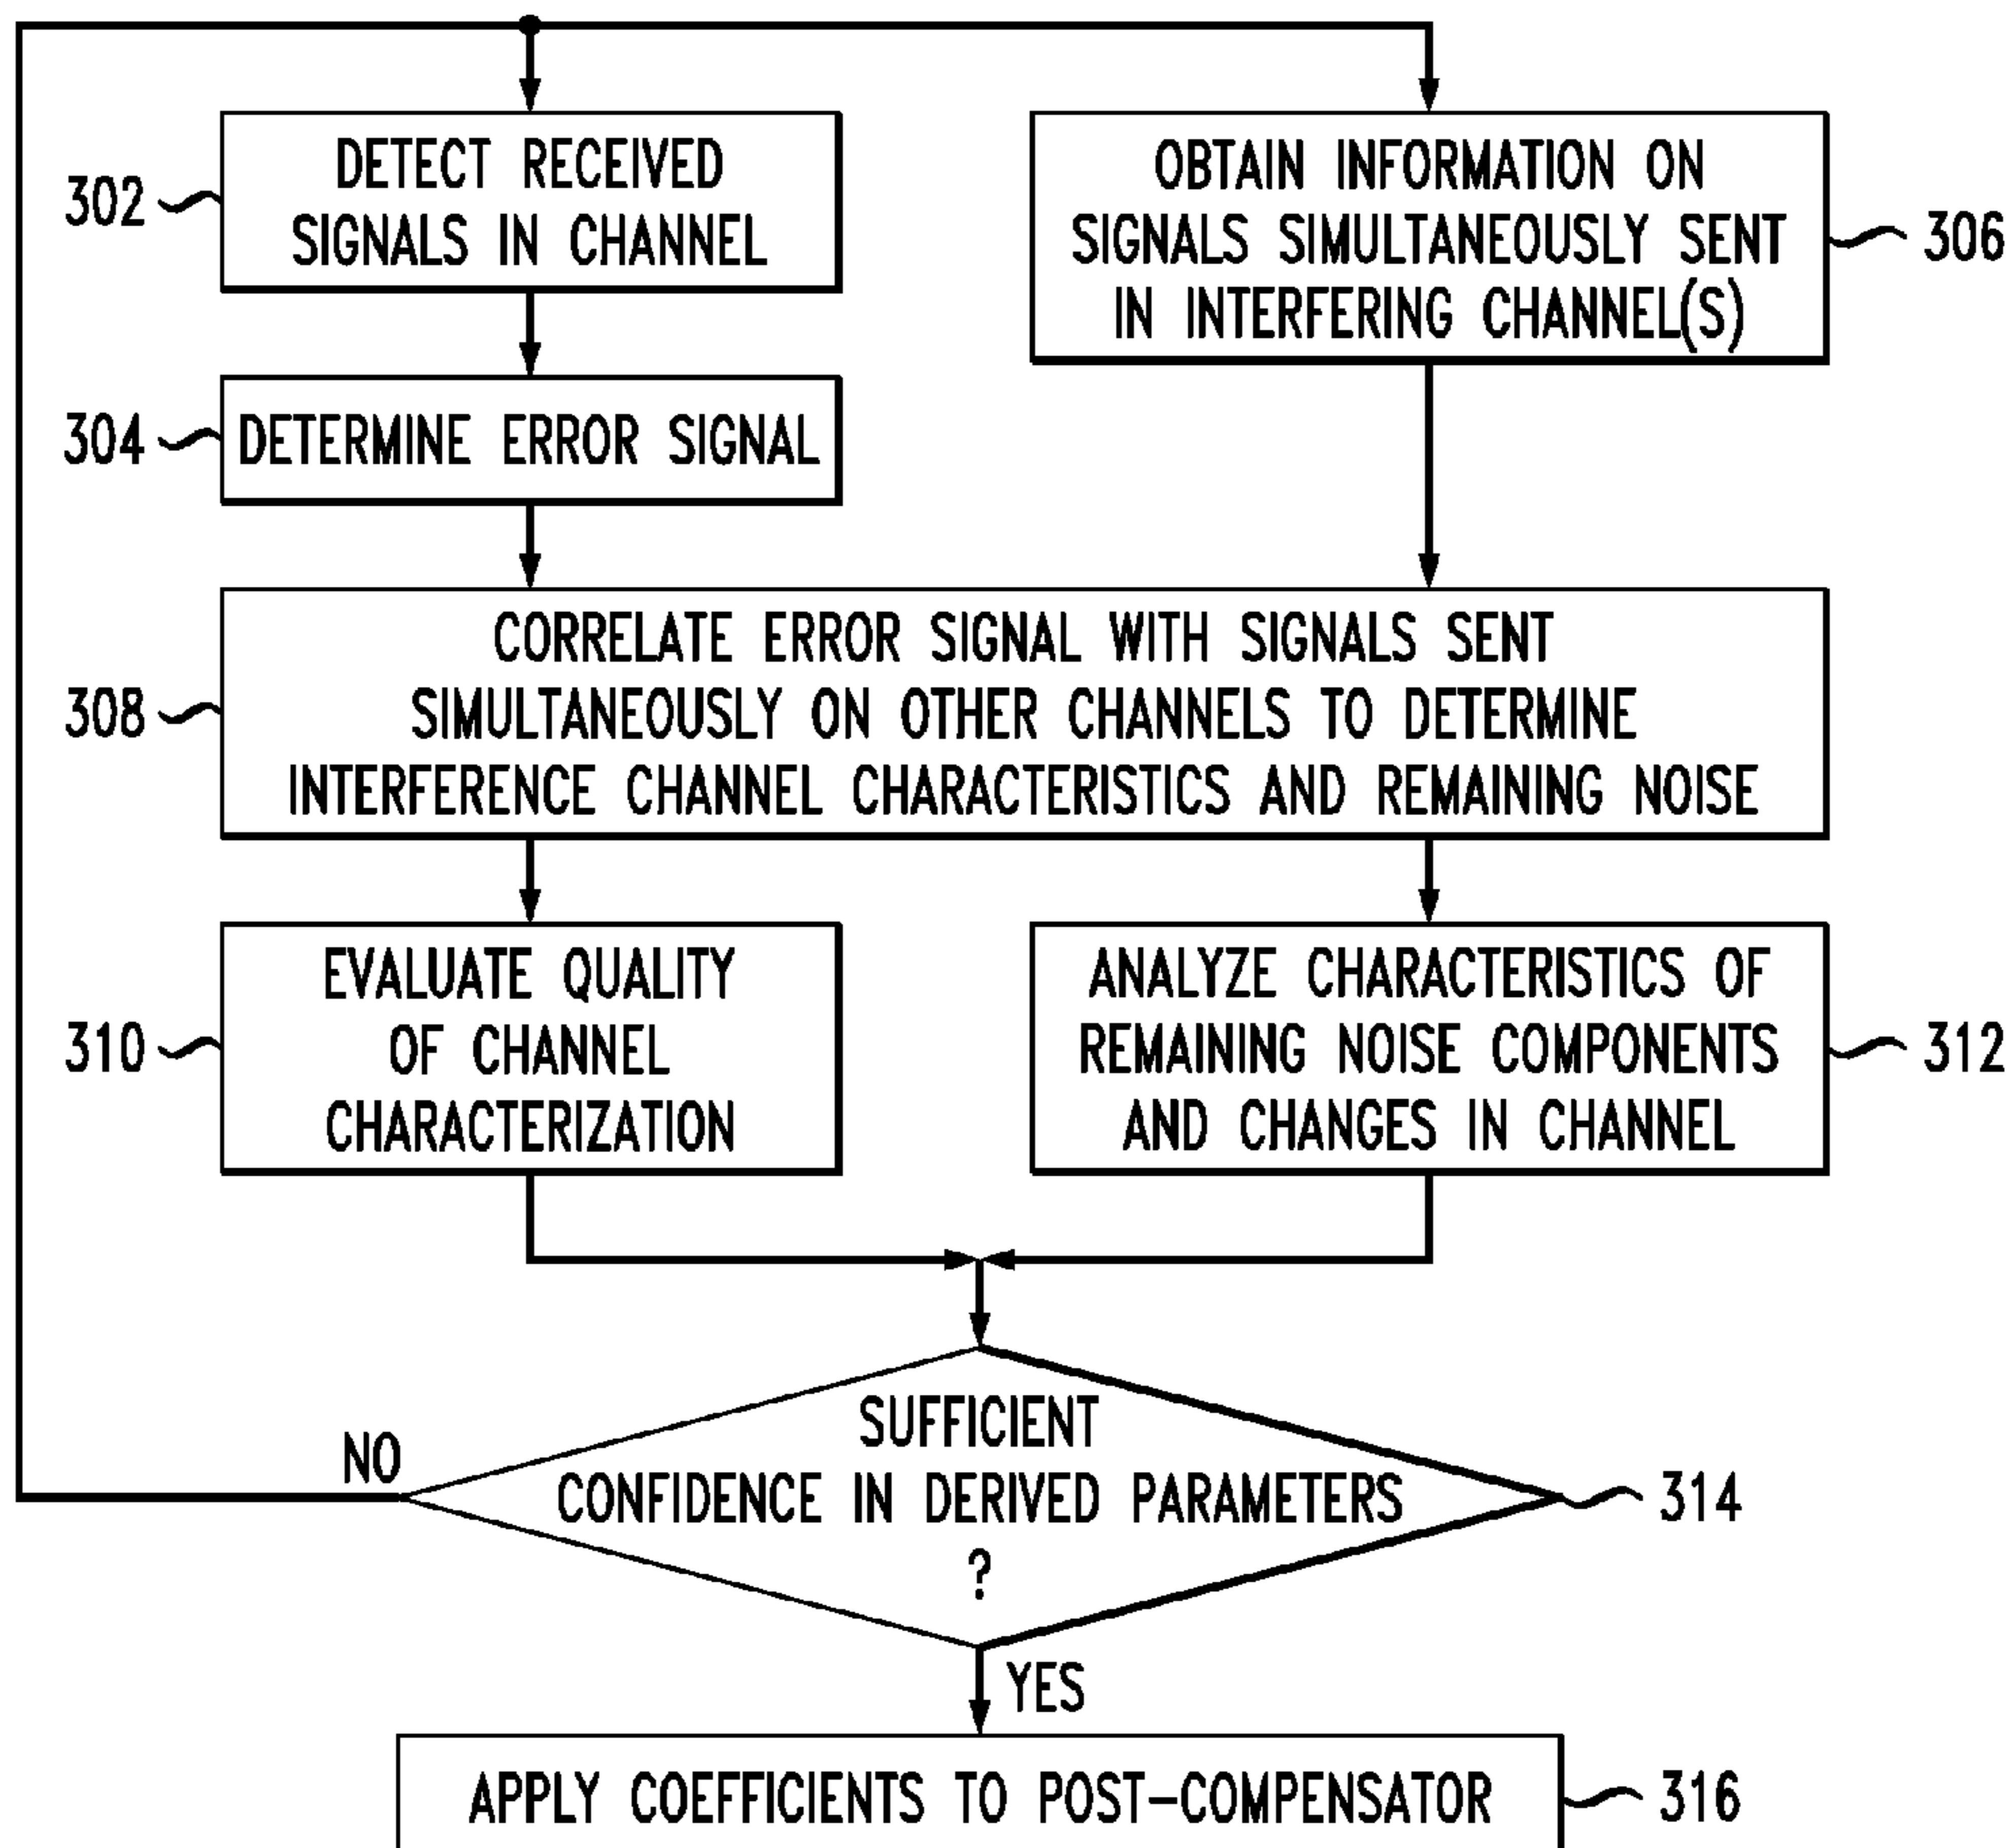 302
DETECT RECEIVED
SIGNALS IN CHANNEL
OBTAIN INFORMATION ON
SIGNALS SIMULTANEOUSLY SENT
IN INTERFERING CHANNEL(S)
306
304
DETERMINE ERROR SIGNAL
308
CORRELATE ERROR SIGNAL WITH SIGNALS SENT
SIMULTANEOUSLY ON OTHER CHANNELS TO DETERMINE
INTERFERENCE CHANNEL CHARACTERISTICS AND REMAINING NOISE
310
EVALUATE QUALITY
OF CHANNEL
CHARACTERIZATION
ANALYZE CHARACTERISTICS OF
REMAINING NOISE COMPONENTS
AND CHANGES IN CHANNEL
312
NO
SUFFICIENT
CONFIDENCE IN DERIVED PARAMETERS
?
314
YES
APPLY COEFFICIENTS TO POST-COMPENSATOR
316